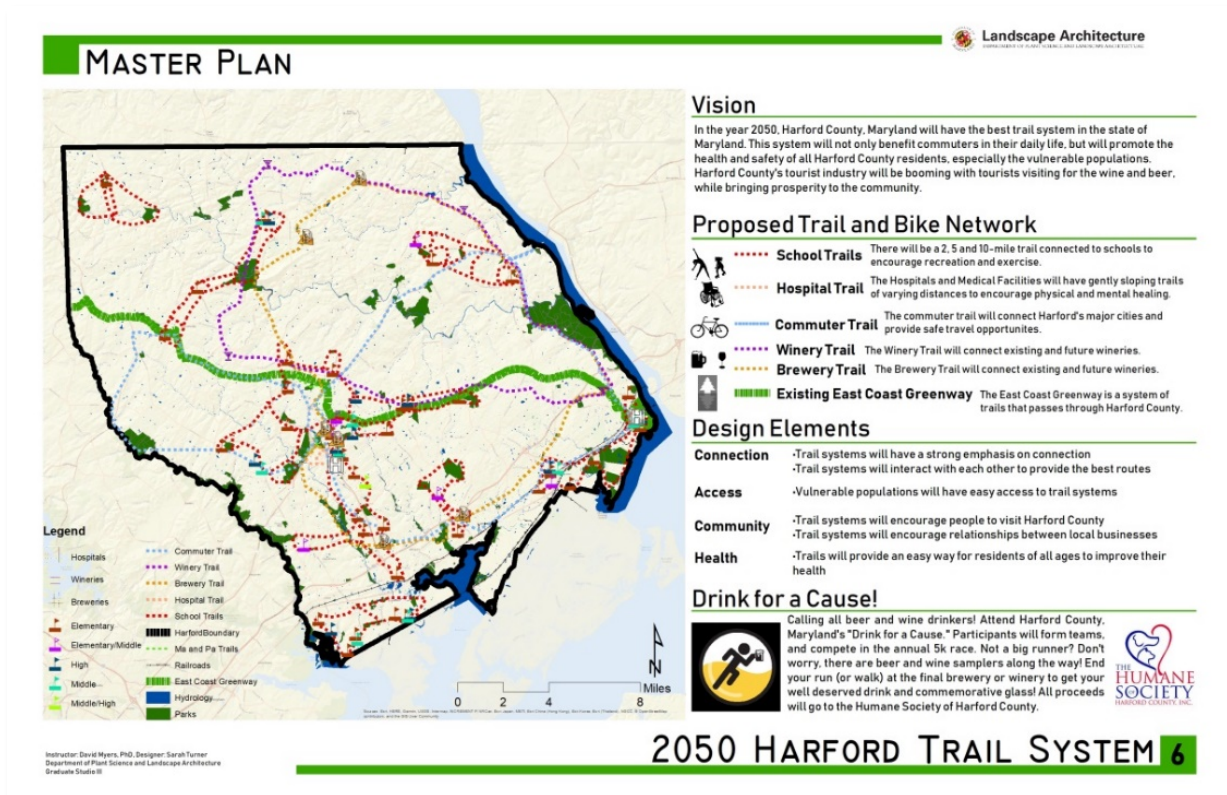 Landscape Architecture
MASTER PLAN
Vision
In the year 2050, Harford County, Maryland will have the best trail system in the state of
Maryland. This system will not only benefit commuters in their daily life, but will promote the
health and safety of all Harford County residents, especially the vulnerable populations.
Harford County's tourist industry will be booming with tourists visiting for the wine and beer,
while bringing prosperity to the community.
Proposed Trail and Bike Network
School Trails
There will be a 2, 5 and 10-mile trail connected to schools to
encourage recreation and exercise.
Hospital Trail
The Hospitals and Medical Facilities will have gently sloping trails
of varying distances to encourage physical and mental healing.
Commuter Trail
The commuter trail will connect Harford's major cities and
provide safe travel opportunites.
Winery Trail The Winery Trail will connect existing and future wineries.
Brewery Trail The Brewery Trail will connect existing and future wineries.
Existing East Coast Greenway
The East Coast Greenway is a system of
trails that passes through Harford County.
Design Elements
Connection
·Trail systems will have a strong emphasis on connection
·Trail systems will interact with each other to provide the best routes
Access
·Vulnerable populations will have easy access to trail systems
Community
·Trail systems will encourage people to visit Harford County
·Trail systems will encourage relationships between local businesses
Health
·Trails will provide an easy way for residents of all ages to improve their
health
Drink for a Cause!
Calling all beer and wine drinkers! Attend Harford County,
Maryland's "Drink for a Cause." Participants will form teams,
and compete in the annual 5k race. Not a big runner? Don't
worry, there are beer and wine samplers along the way! End
your run (or walk) at the final brewery or winery to get your
well deserved drink and commemorative glass! All proceeds
will go to the Humane Society of Harford County.
THE
HUMANE
SOCIETY
HARFORD COUNTY, INC.
Legend
Hospitals
Wineries
Breweries
Elementary
Elementary/Middle
High
Middle
Middle/High
Commuter Trail
Winery Trail
Brewery Trail
Hospital Trail
School Trails
HarfordBoundary
Ma and Pa Trails
Railroads
East Coast Greenway
Hydrology
Parks
N
Miles
0 2 4 8
Instructor: David Myers, PhD, Designer: Sarah Turner
Department of Plant Science and Landscape Architecture
Graduate Studio III
2050 HARFORD TRAIL SYSTEM 6